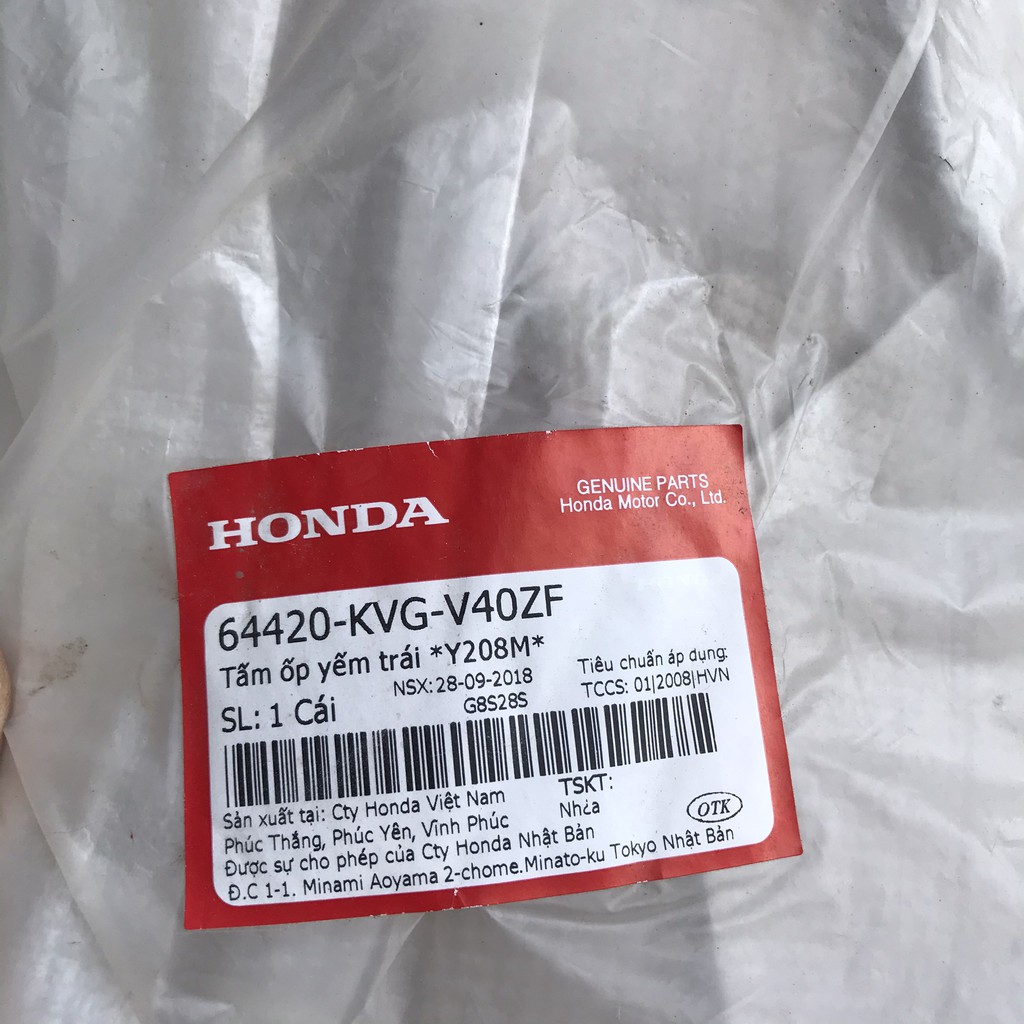 HONDA
GENUINE PARTS
Honda Motor Co., Ltd.
64420-KVG-V40ZF
Tấm ốp yếm trái *Y208M*
NSX: 28-09-2018
Tiêu chuẩn áp dụng:
SL: 1 Cái
G8S28S
TCCS: 01|2008|HVN
Sản xuất tại: Cty Honda Việt Nam
TSKT:
Phúc Thắng, Phúc Yên, Vĩnh Phúc
Nhựa
OTK
Được sự cho phép của Cty Honda Nhật Bản
Đ.C 1-1. Minami Aoyama 2-chome.Minato-ku Tokyo Nhật Bản